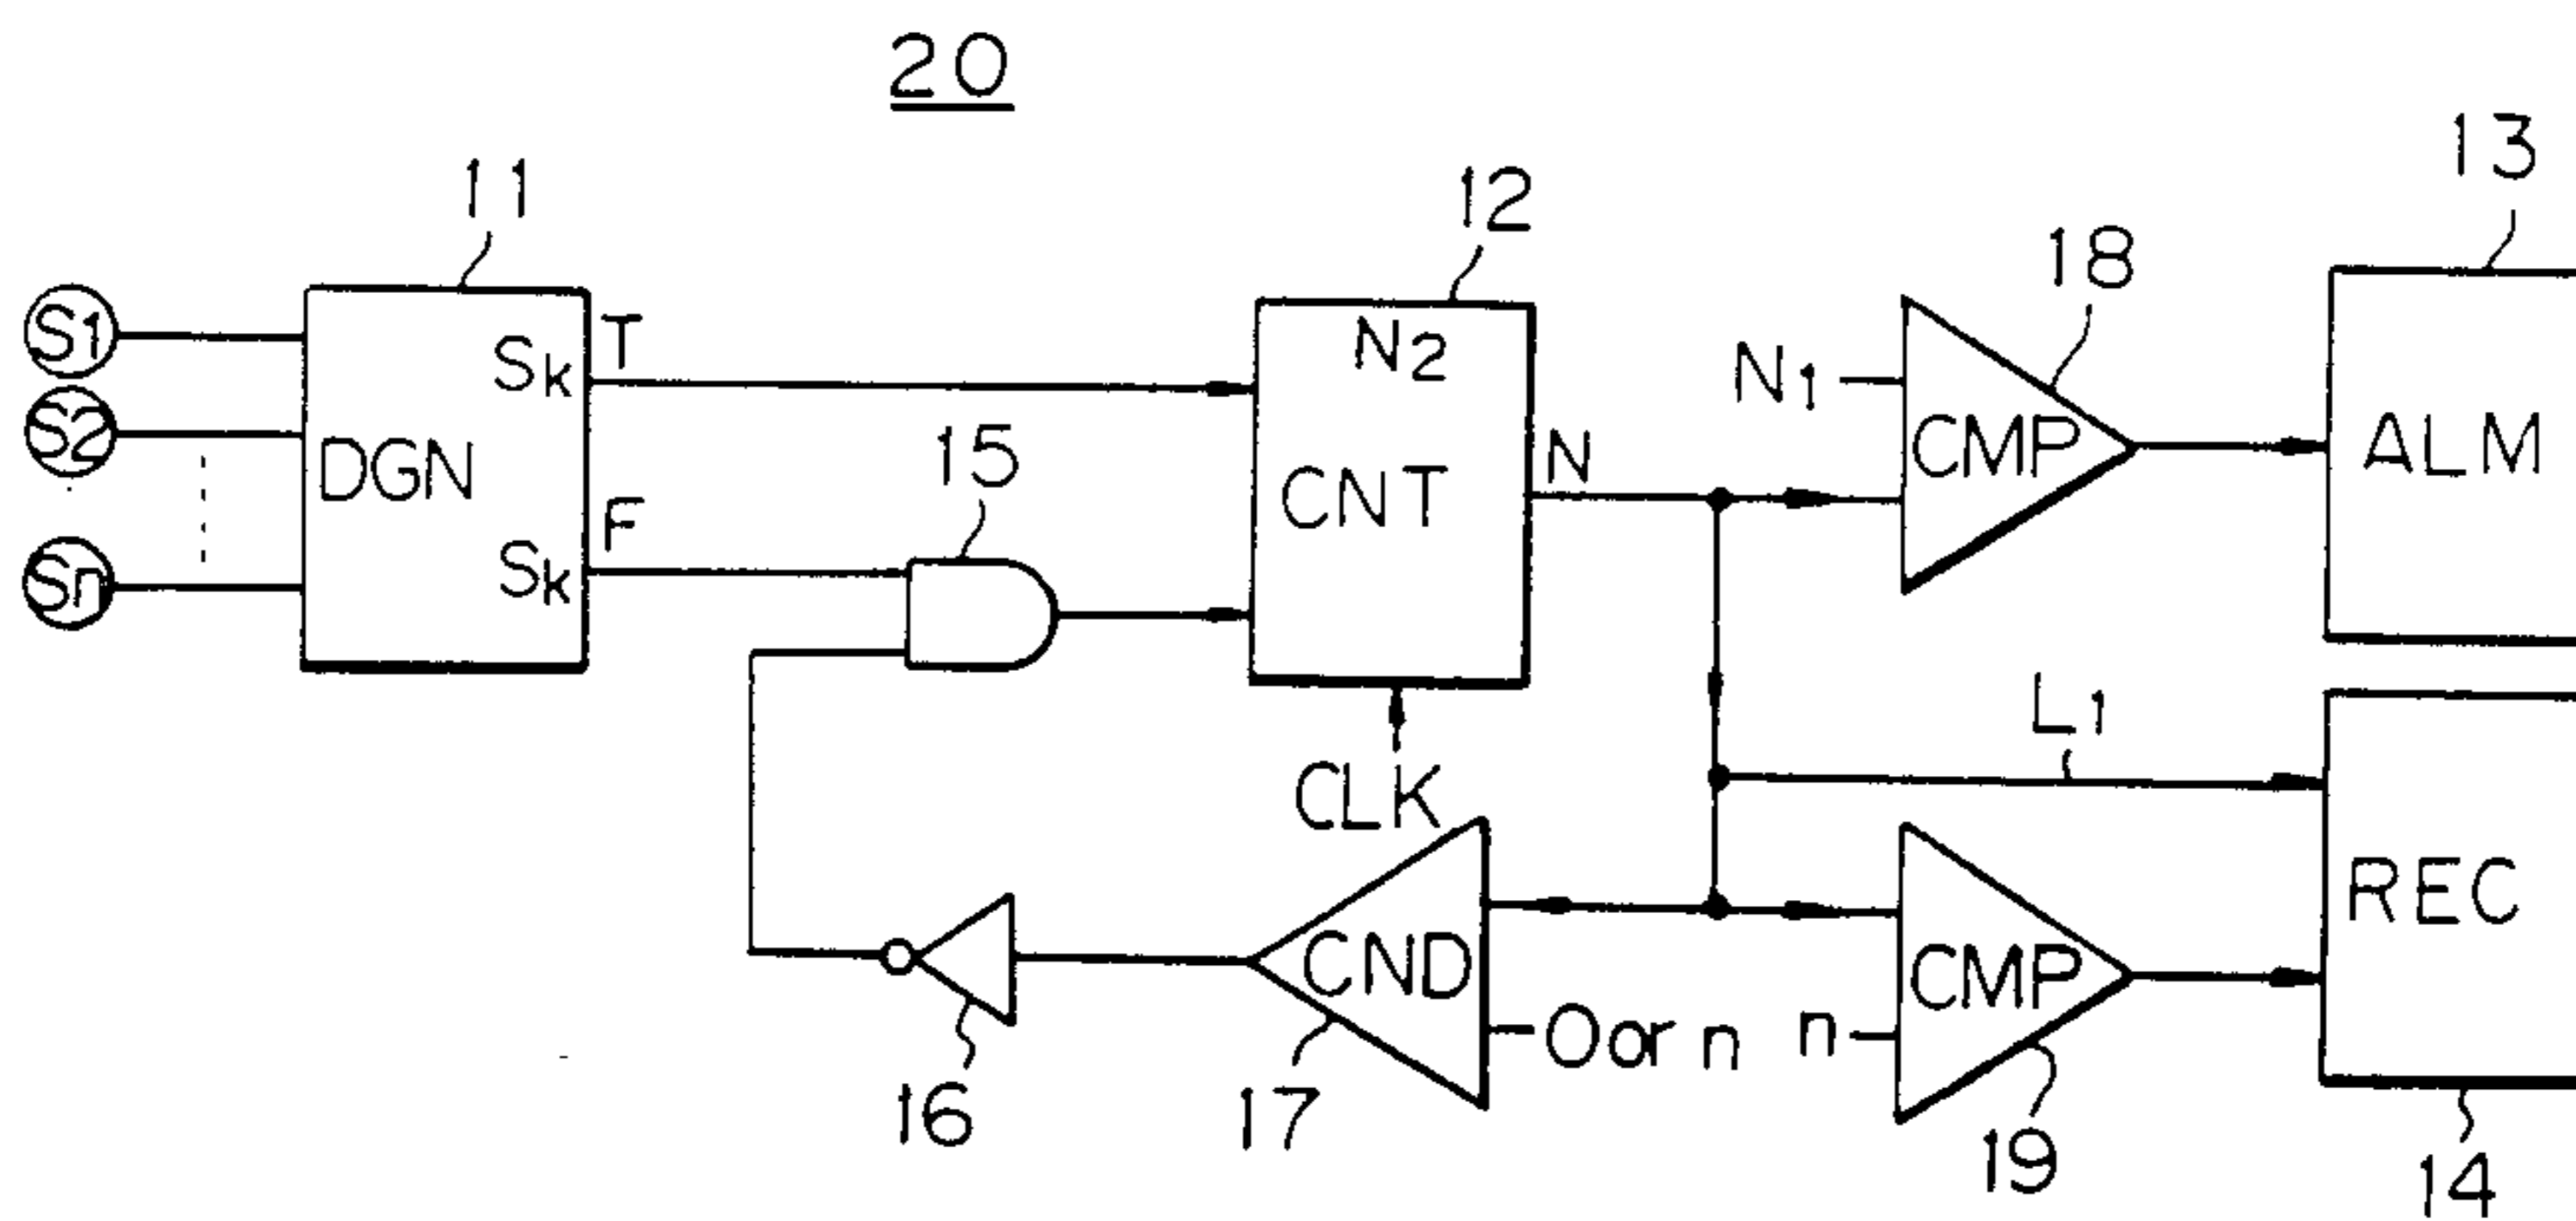 20
11
12
13
18
S1
S2
Sn
DGN
Sk
T
Sk
F
15
N2
CNT
CLK
N
N1
CMP
ALM
L1
REC
CMP
n
0 or n
CND
16
17
19
14